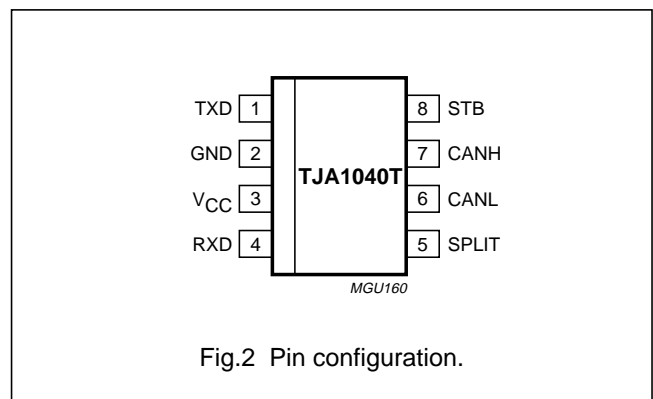 TXD 1 8 STB
GND 2 7 CANH
TJA1040T
VCC 3 6 CANL
RXD 4 5 SPLIT
MGU160
Fig.2 Pin configuration.